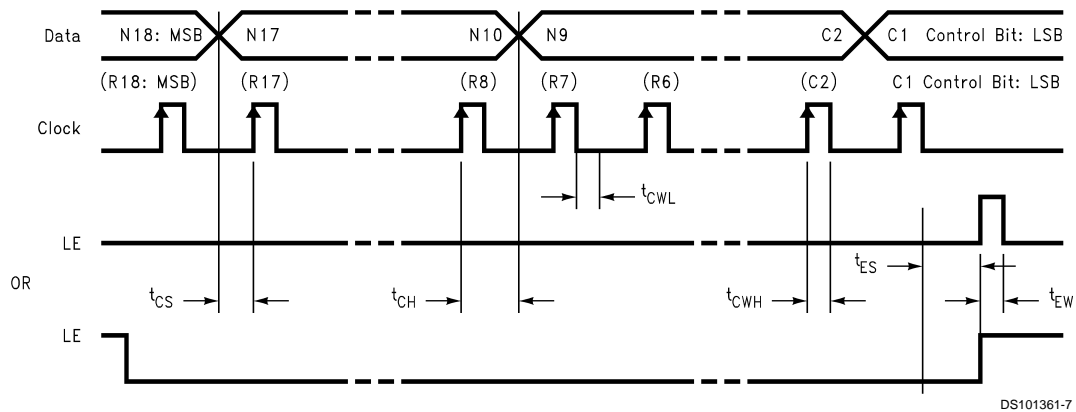 Data N18: MSB N17 N10 N9 C2 C1 Control Bit: LSB
(R18: MSB) (R17) (R8) (R7) (R6) (C2) C1 Control Bit: LSB
Clock
tCWL
LE
tES
OR
tCS tCH tCWH tEW
LE
DS101361-7